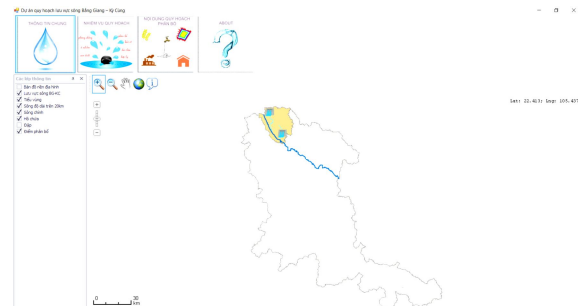 Dự án quy hoạch lưu vực sông Bằng Giang – Kỳ Cùng
THÔNG TIN CHUNG
NHIỆM VỤ QUY HOẠCH
NỘI DUNG QUY HOẠCH PHÂN BỔ
ABOUT
Các lớp thông tin
Bản đồ nền địa hình
Lưu vực sông BG-KC
Tiểu vùng
Sông độ dài trên 20km
Sông chính
Hồ chứa
Đập
Điểm phân bổ
Lat: 22.413; Lng: 105.437
0 30
km